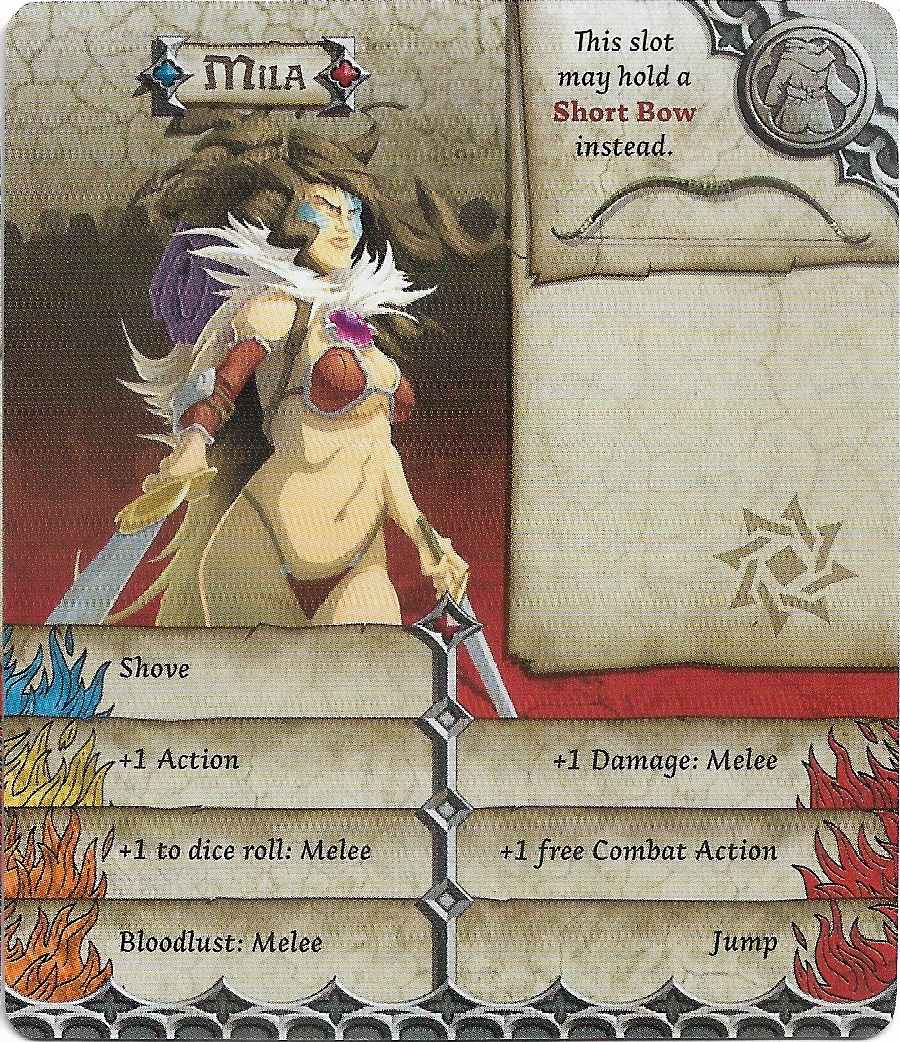 Mila
This slot
may hold a
Short Bow
instead.
Shove
+1 Action
+1 to dice roll: Melee
Bloodlust: Melee
+1 Damage: Melee
+1 free Combat Action
Jump